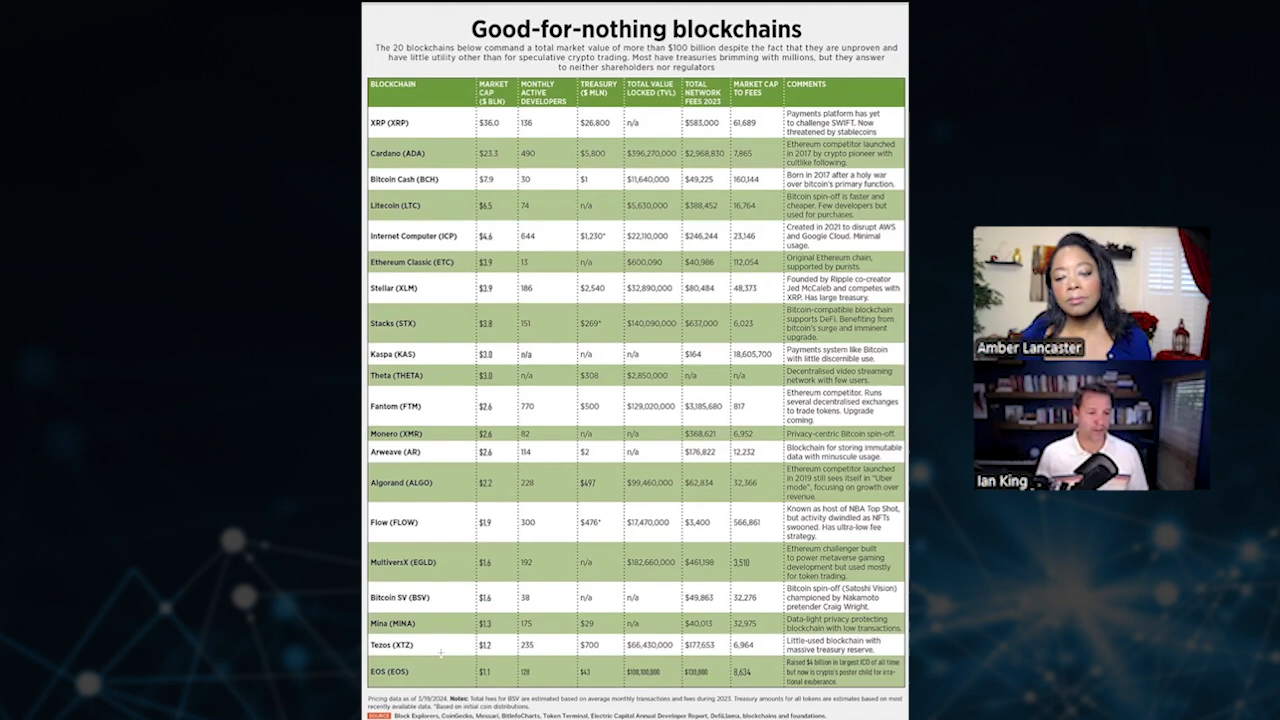 Good-for-nothing blockchains
The 20 blockchains below command a total market value of more than $100 billion despite the fact that they are unproven and
have little utility other than for speculative crypto trading. Most have treasuries brimming with millions, but they answer
to neither shareholders nor regulators
BLOCKCHAIN MARKET CAP ($ BLN) MONTHLY ACTIVE DEVELOPERS TREASURY ($ MLN) TOTAL VALUE LOCKED (TVL) TOTAL NETWORK FEES 2023 MARKET CAP TO FEES COMMENTS
XRP (XRP) $36.0 136 $26,800 n/a $583,000 61,689 Payments platform has yet to challenge SWIFT. Now threatened by stablecoins
Cardano (ADA) $23.3 490 $5,800 $396,270,000 $2,968,830 7,865 Ethereum competitor launched in 2017 by crypto pioneer with cultlike following.
Bitcoin Cash (BCH) $7.9 30 $1 $11,640,000 $49,225 160,144 Born in 2017 after a holy war over bitcoin's primary function.
Litecoin (LTC) $6.5 74 n/a $5,630,000 $388,452 16,764 Bitcoin spin-off is faster and cheaper. Few developers but used for purchases.
Internet Computer (ICP) $4.6 644 $1,230* $22,110,000 $246,244 23,146 Created in 2021 to disrupt AWS and Google Cloud. Minimal usage.
Ethereum Classic (ETC) $3.9 13 n/a $600,090 $40,986 112,054 Original Ethereum chain, supported by purists.
Stellar (XLM) $3.9 186 $2,540 $32,890,000 $80,484 48,373 Founded by Ripple co-creator Jed McCaleb and competes with XRP. Has large treasury.
Stacks (STX) $3.8 151 $269* $140,090,000 $637,000 6,023 Bitcoin-compatible blockchain supports DeFi. Benefiting from bitcoin's surge and imminent upgrade.
Kaspa (KAS) $3.0 n/a n/a n/a $164 18,605,700 Payments system like Bitcoin with little discernible use.
Theta (THETA) $3.0 n/a $308 $2,850,000 n/a n/a Decentralised video streaming network with few users.
Fantom (FTM) $2.6 770 $500 $129,020,000 $3,185,680 817 Ethereum competitor. Runs several decentralised exchanges to trade tokens. Upgrade coming.
Monero (XMR) $2.6 82 n/a n/a $368,621 6,952 Privacy-centric Bitcoin spin-off.
Arweave (AR) $2.6 114 $2 n/a $176,822 12,232 Blockchain for storing immutable data with minuscule usage.
Algorand (ALGO) $2.2 228 $497 $99,460,000 $62,834 32,366 Ethereum competitor launched in 2019 still sees itself in "Uber mode", focusing on growth over revenue.
Flow (FLOW) $1.9 300 $476* $17,470,000 $3,400 566,861 Known as host of NBA Top Shot, but activity dwindled as NFTs swooned. Has ultra-low fee strategy.
MultiversX (EGLD) $1.6 192 n/a $182,660,000 $461,198 3,510 Ethereum challenger built to power metaverse gaming development but used mostly for token trading.
Bitcoin SV (BSV) $1.6 38 n/a n/a $49,863 32,276 Bitcoin spin-off (Satoshi Vision) championed by Nakamoto pretender Craig Wright.
Mina (MINA) $1.3 175 $29 n/a $40,013 32,975 Data-light privacy protecting blockchain with low transactions.
Tezos (XTZ) $1.2 235 $700 $66,430,000 $177,653 6,964 Little-used blockchain with massive treasury reserve.
EOS (EOS) $1.1 128 $43 $100,100,000 $130,800 8,634 Raised $4 billion in largest ICO of all time but now is crypto's poster child for irrational exuberance.
Pricing data as of 3/19/2024. Notes: Total fees for BSV are estimated based on average monthly transactions and fees during 2023. Treasury amounts for all tokens are estimates based on most
recently available data. *Based on initial coin distributions.
SOURCE Block Explorers, CoinGecko, Messari, BitInfoCharts, Token Terminal, Electric Capital Annual Developer Report, DefiLlama, blockchains and foundations.
Amber Lancaster
Ian King